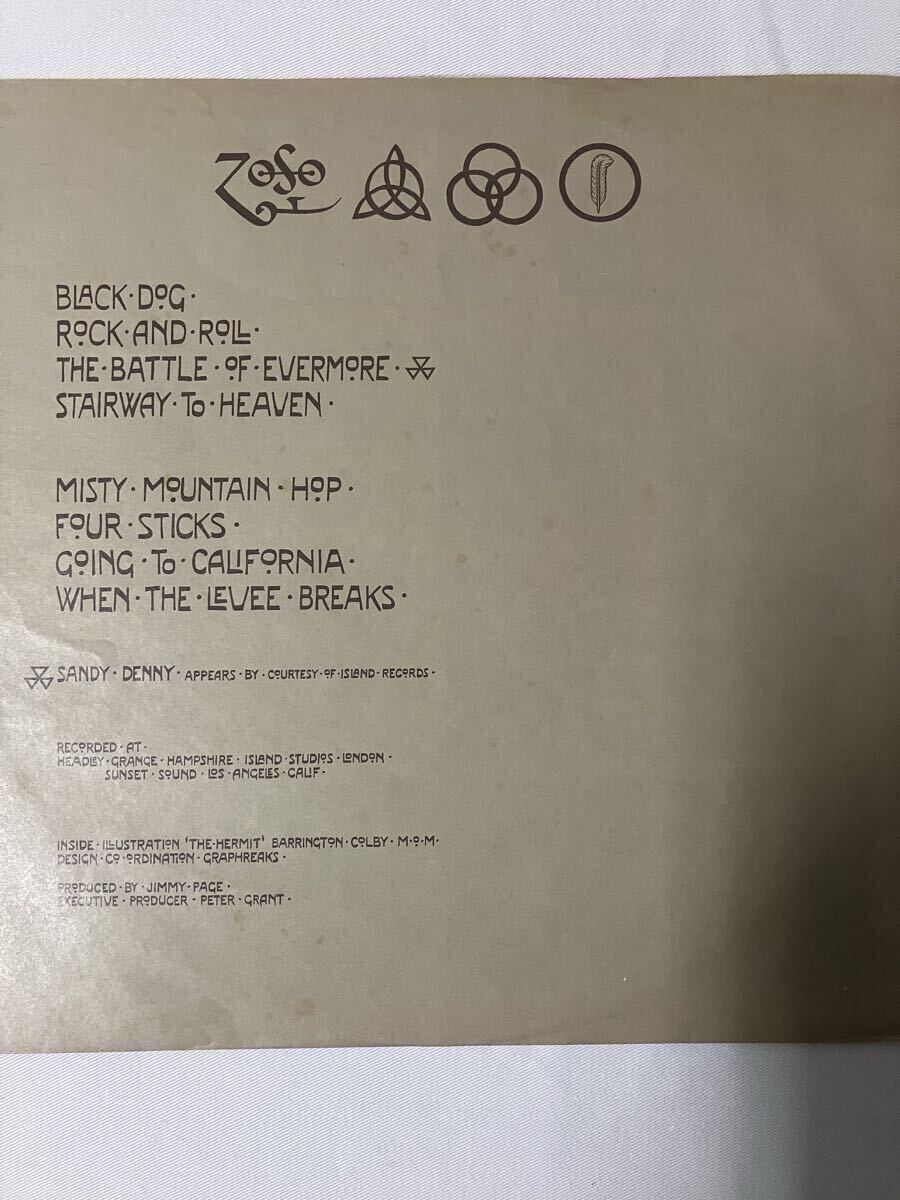 ZOSO
BLACK·DOG·
ROCK·AND·ROLL·
THE·BATTLE·OF·EVERMORE·
STAIRWAY·TO·HEAVEN·
MISTY·MOUNTAIN·HOP·
FOUR·STICKS·
GOING·TO·CALIFORNIA·
WHEN·THE·LEVEE·BREAKS·
SANDY·DENNY·APPEARS·BY·COURTESY·OF·ISLAND·RECORDS·
RECORDED·AT·
HEADLEY·GRANGE·HAMPSHIRE·ISLAND·STUDIOS·LONDON·
SUNSET·SOUND·LOS·ANGELES·CALIF·
INSIDE·ILLUSTRATION 'THE·HERMIT' BARRINGTON·COLBY·M·O·M·
DESIGN·CO·ORDINATION·GRAPHREAKS·
PRODUCED·BY·JIMMY·PAGE·
EXECUTIVE·PRODUCER·PETER·GRANT·